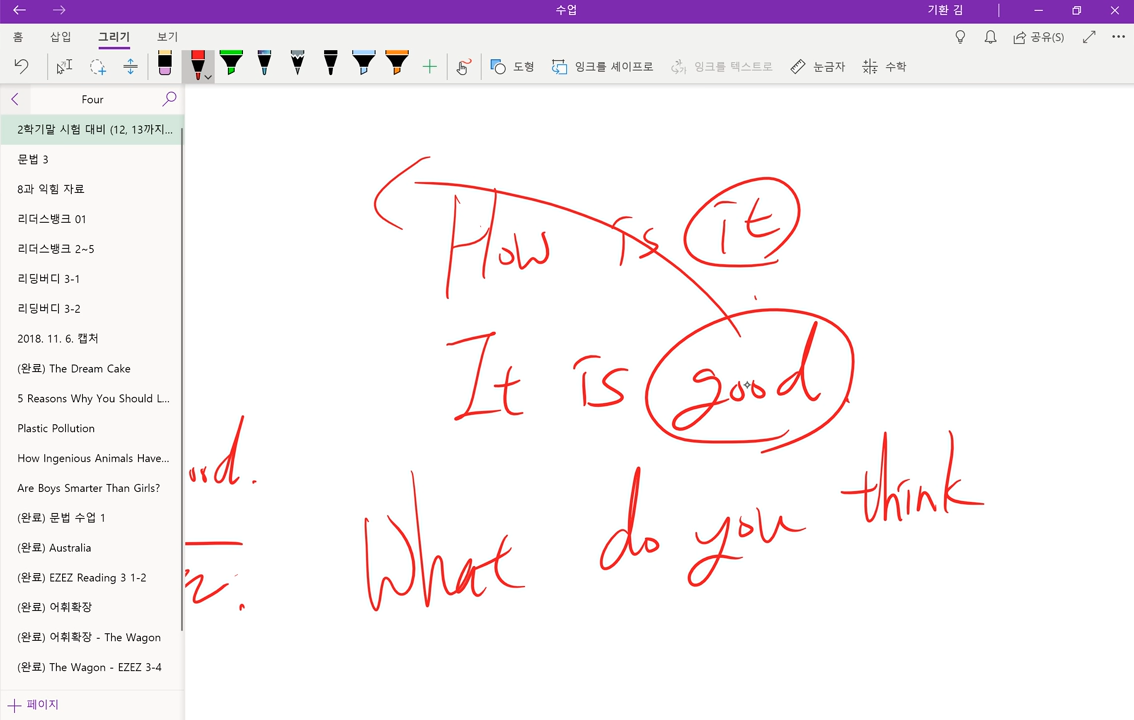 수업
기환 김
홈 삽입 그리기 보기
공유(S)
도형 잉크를 셰이프로 잉크를 텍스트로 눈금자 수학
Four
2학기말 시험 대비 (12, 13까지...
문법 3
8과 익힘 자료
리더스뱅크 01
리더스뱅크 2~5
리딩버디 3-1
리딩버디 3-2
2018. 11. 6. 캡처
(완료) The Dream Cake
5 Reasons Why You Should L...
Plastic Pollution
How Ingenious Animals Have...
Are Boys Smarter Than Girls?
(완료) 문법 수업 1
(완료) Australia
(완료) EZEZ Reading 3 1-2
(완료) 어휘확장
(완료) 어휘확장 - The Wagon
(완료) The Wagon - EZEZ 3-4
페이지
How is it
It is good
What do you think